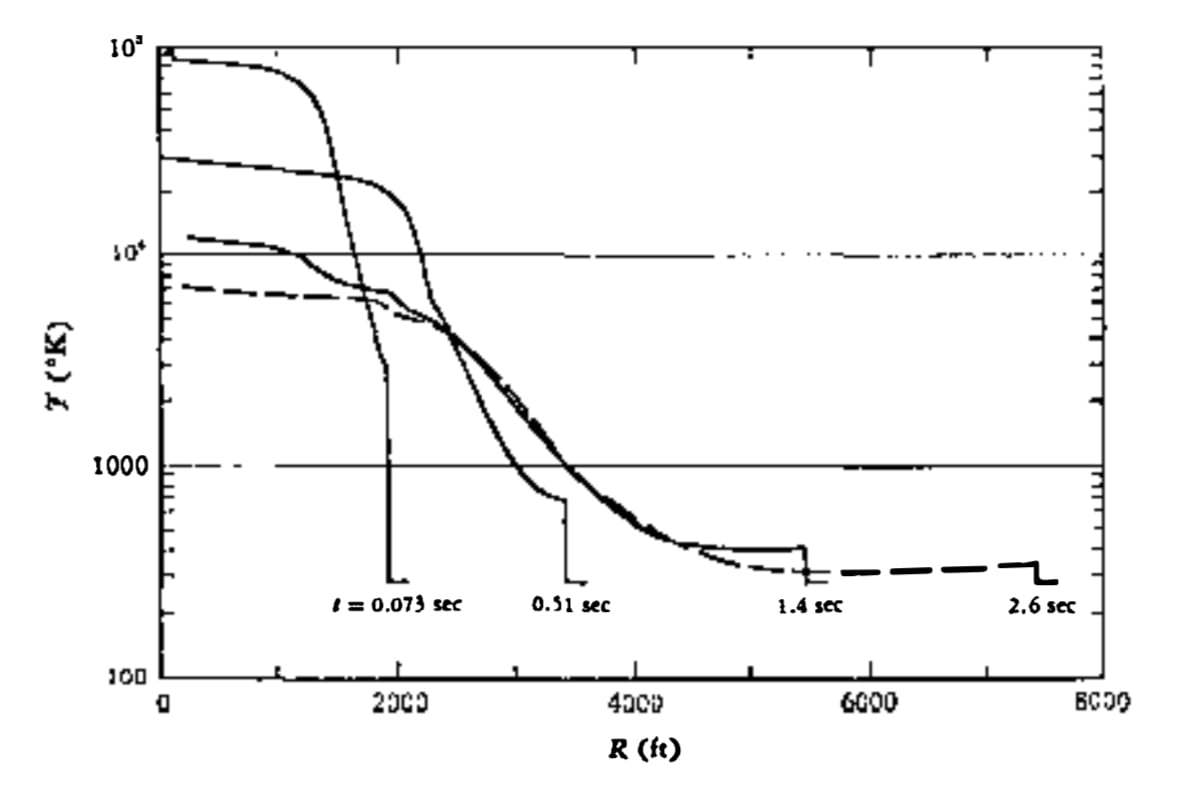 10⁵
10⁴
1000
100
T (°K)
t = 0.073 sec
0.51 sec
1.4 sec
2.6 sec
0
2000
4000
6000
8000
R (ft)